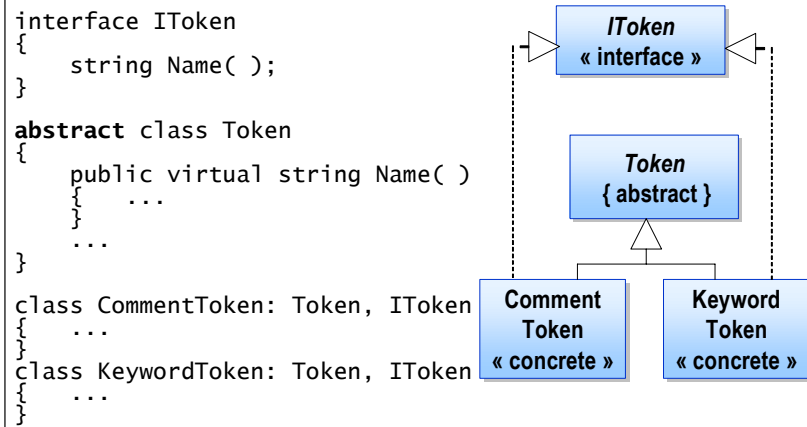 interface IToken
{
    string Name( );
}
abstract class Token
{
    public virtual string Name( )
    {   ...
    }
    ...
}
class CommentToken: Token, IToken
{   ...
}
class KeywordToken: Token, IToken
{   ...
}
IToken
« interface »
Token
{ abstract }
Comment
Token
« concrete »
Keyword
Token
« concrete »